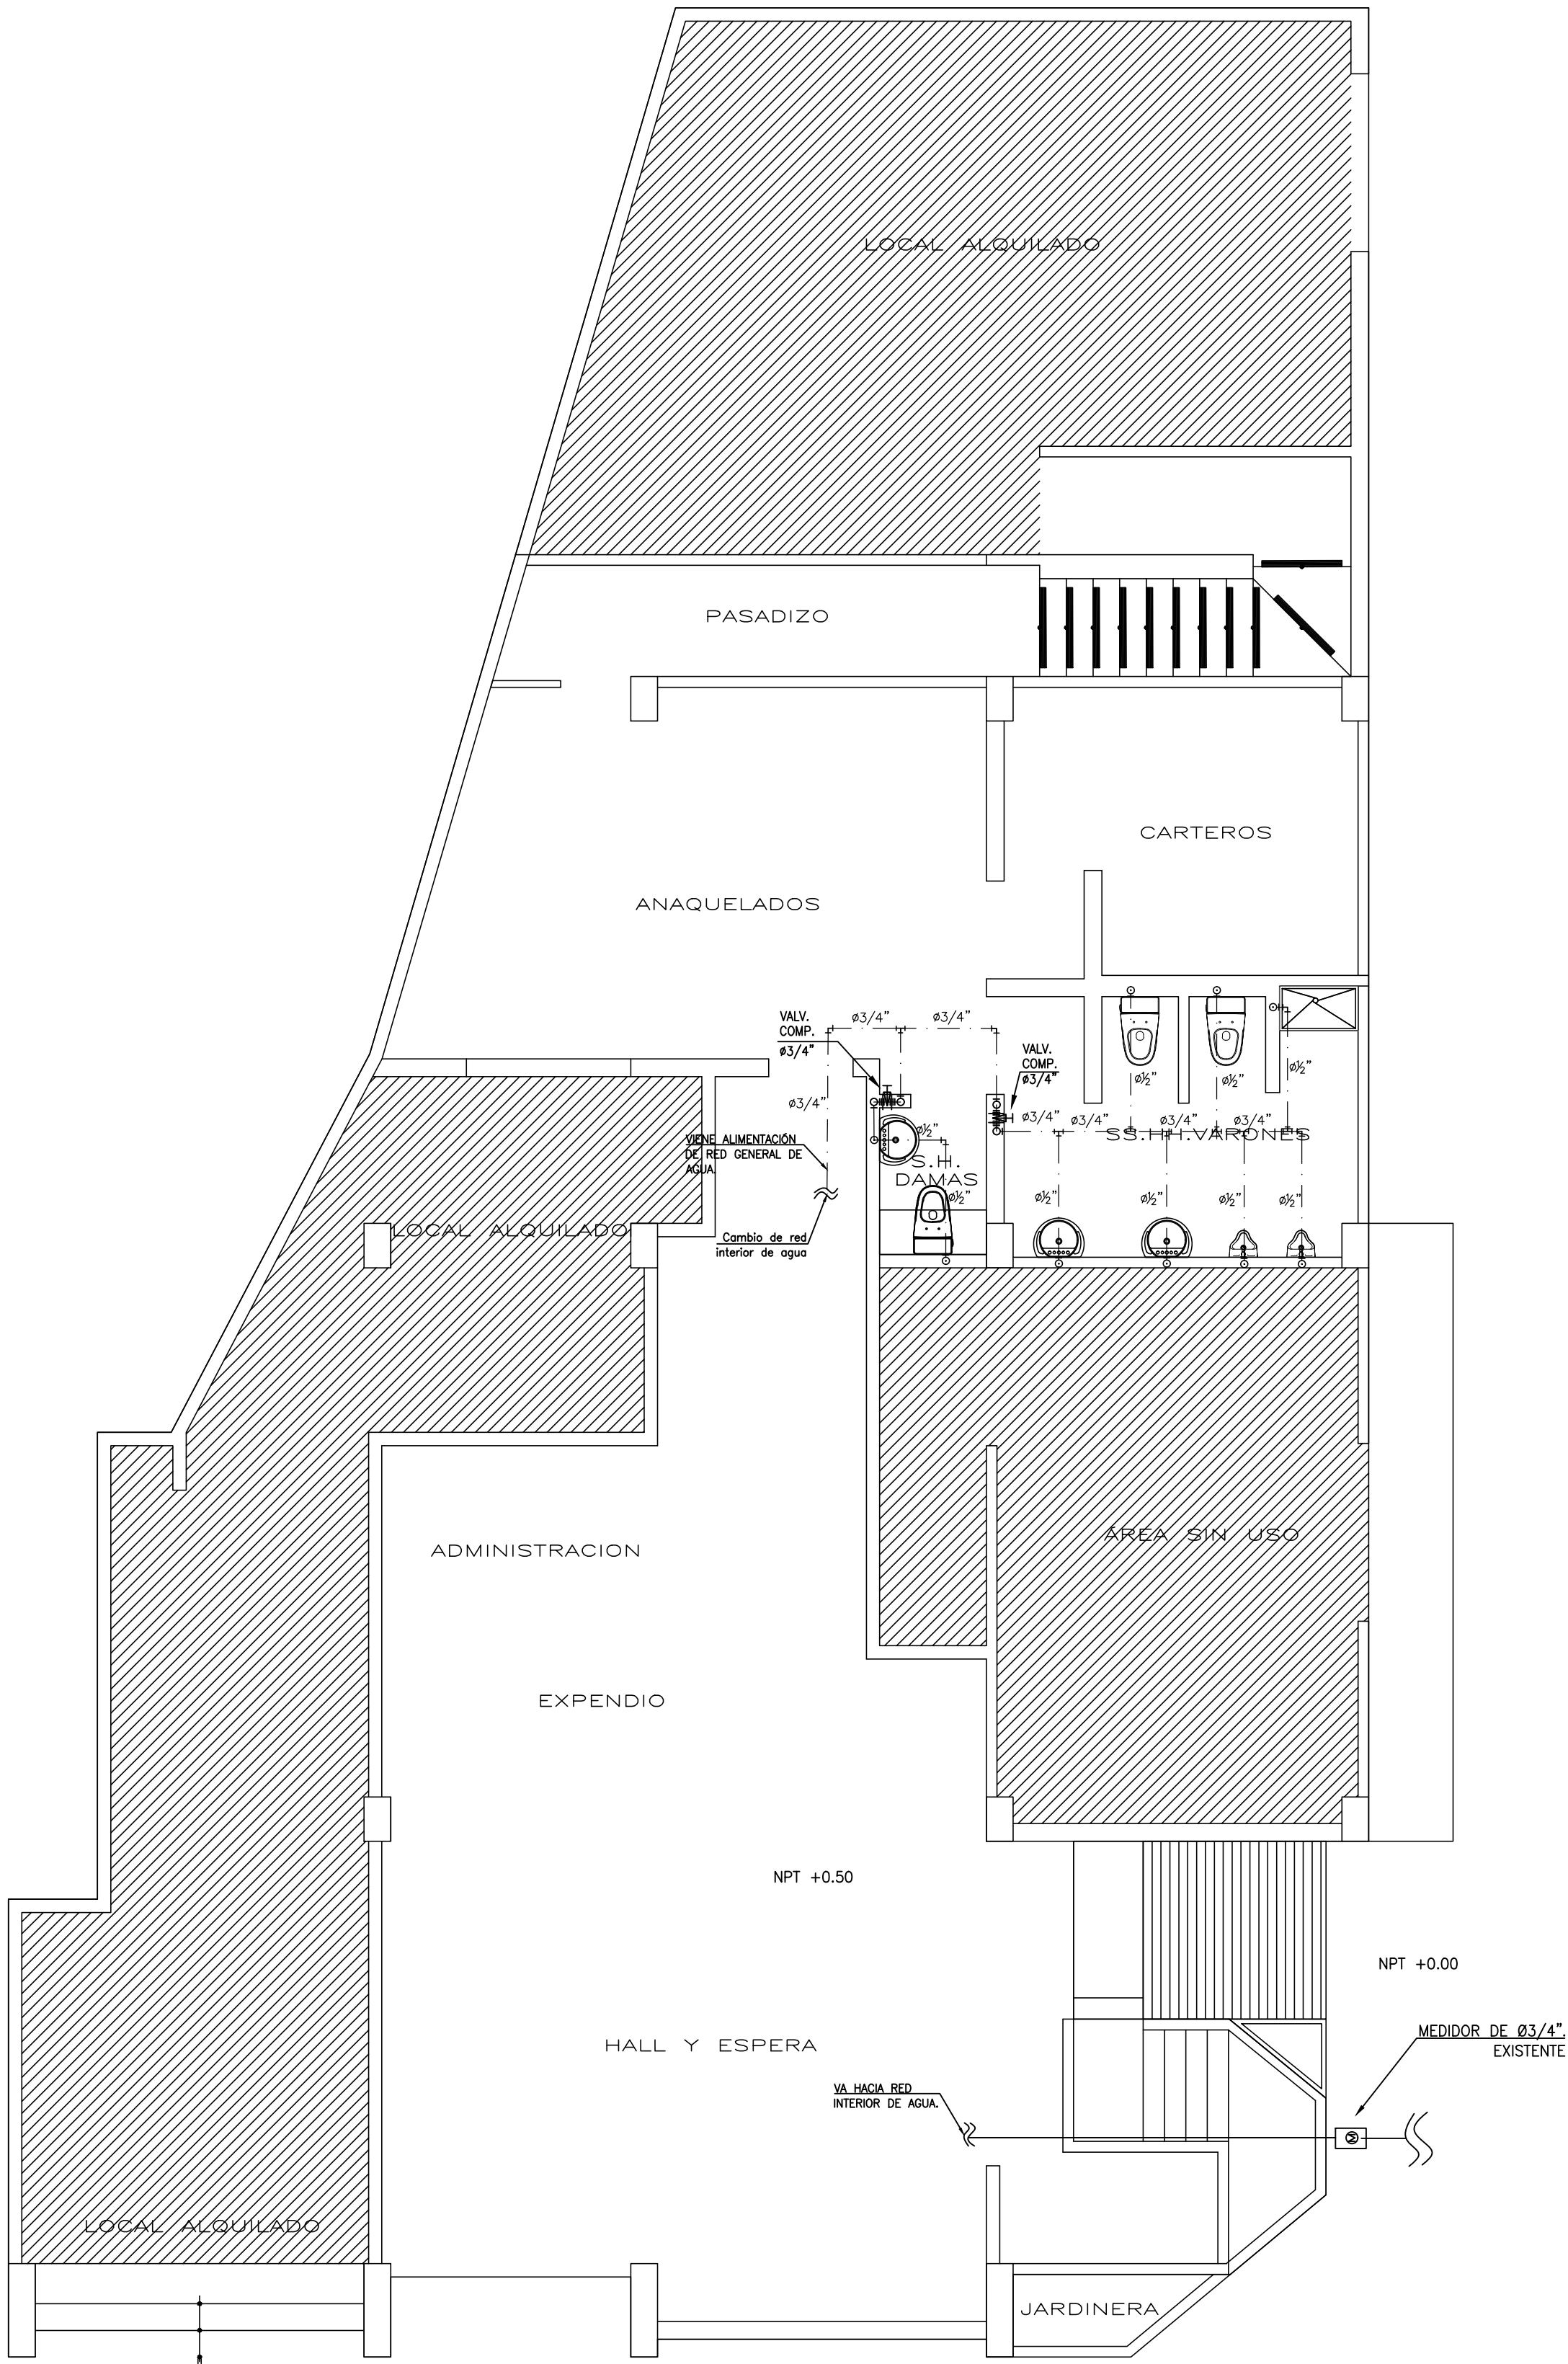 LOCAL ALQUILADO
PASADIZO
CARTEROS
ANAQUELADOS
VALV.
COMP.
ø3/4"
ø3/4"
ø3/4"
VALV.
COMP.
ø3/4"
ø3/4"
ø1/2"
ø1/2"
ø1/2"
ø3/4"
ø3/4"
ø3/4"
ø3/4"
SS.HH.VARONES
VIENE ALIMENTACIÓN
DE RED GENERAL DE
AGUA.
ø1/2"
S.H.
DAMAS
ø1/2"
ø1/2"
ø1/2"
ø1/2"
ø1/2"
LOCAL ALQUILADO
Cambio de red
interior de agua
ÁREA SIN USO
ADMINISTRACION
EXPENDIO
NPT +0.50
NPT +0.00
HALL Y ESPERA
MEDIDOR DE Ø3/4".
EXISTENTE
VA HACIA RED
INTERIOR DE AGUA.
M
LOCAL ALQUILADO
JARDINERA